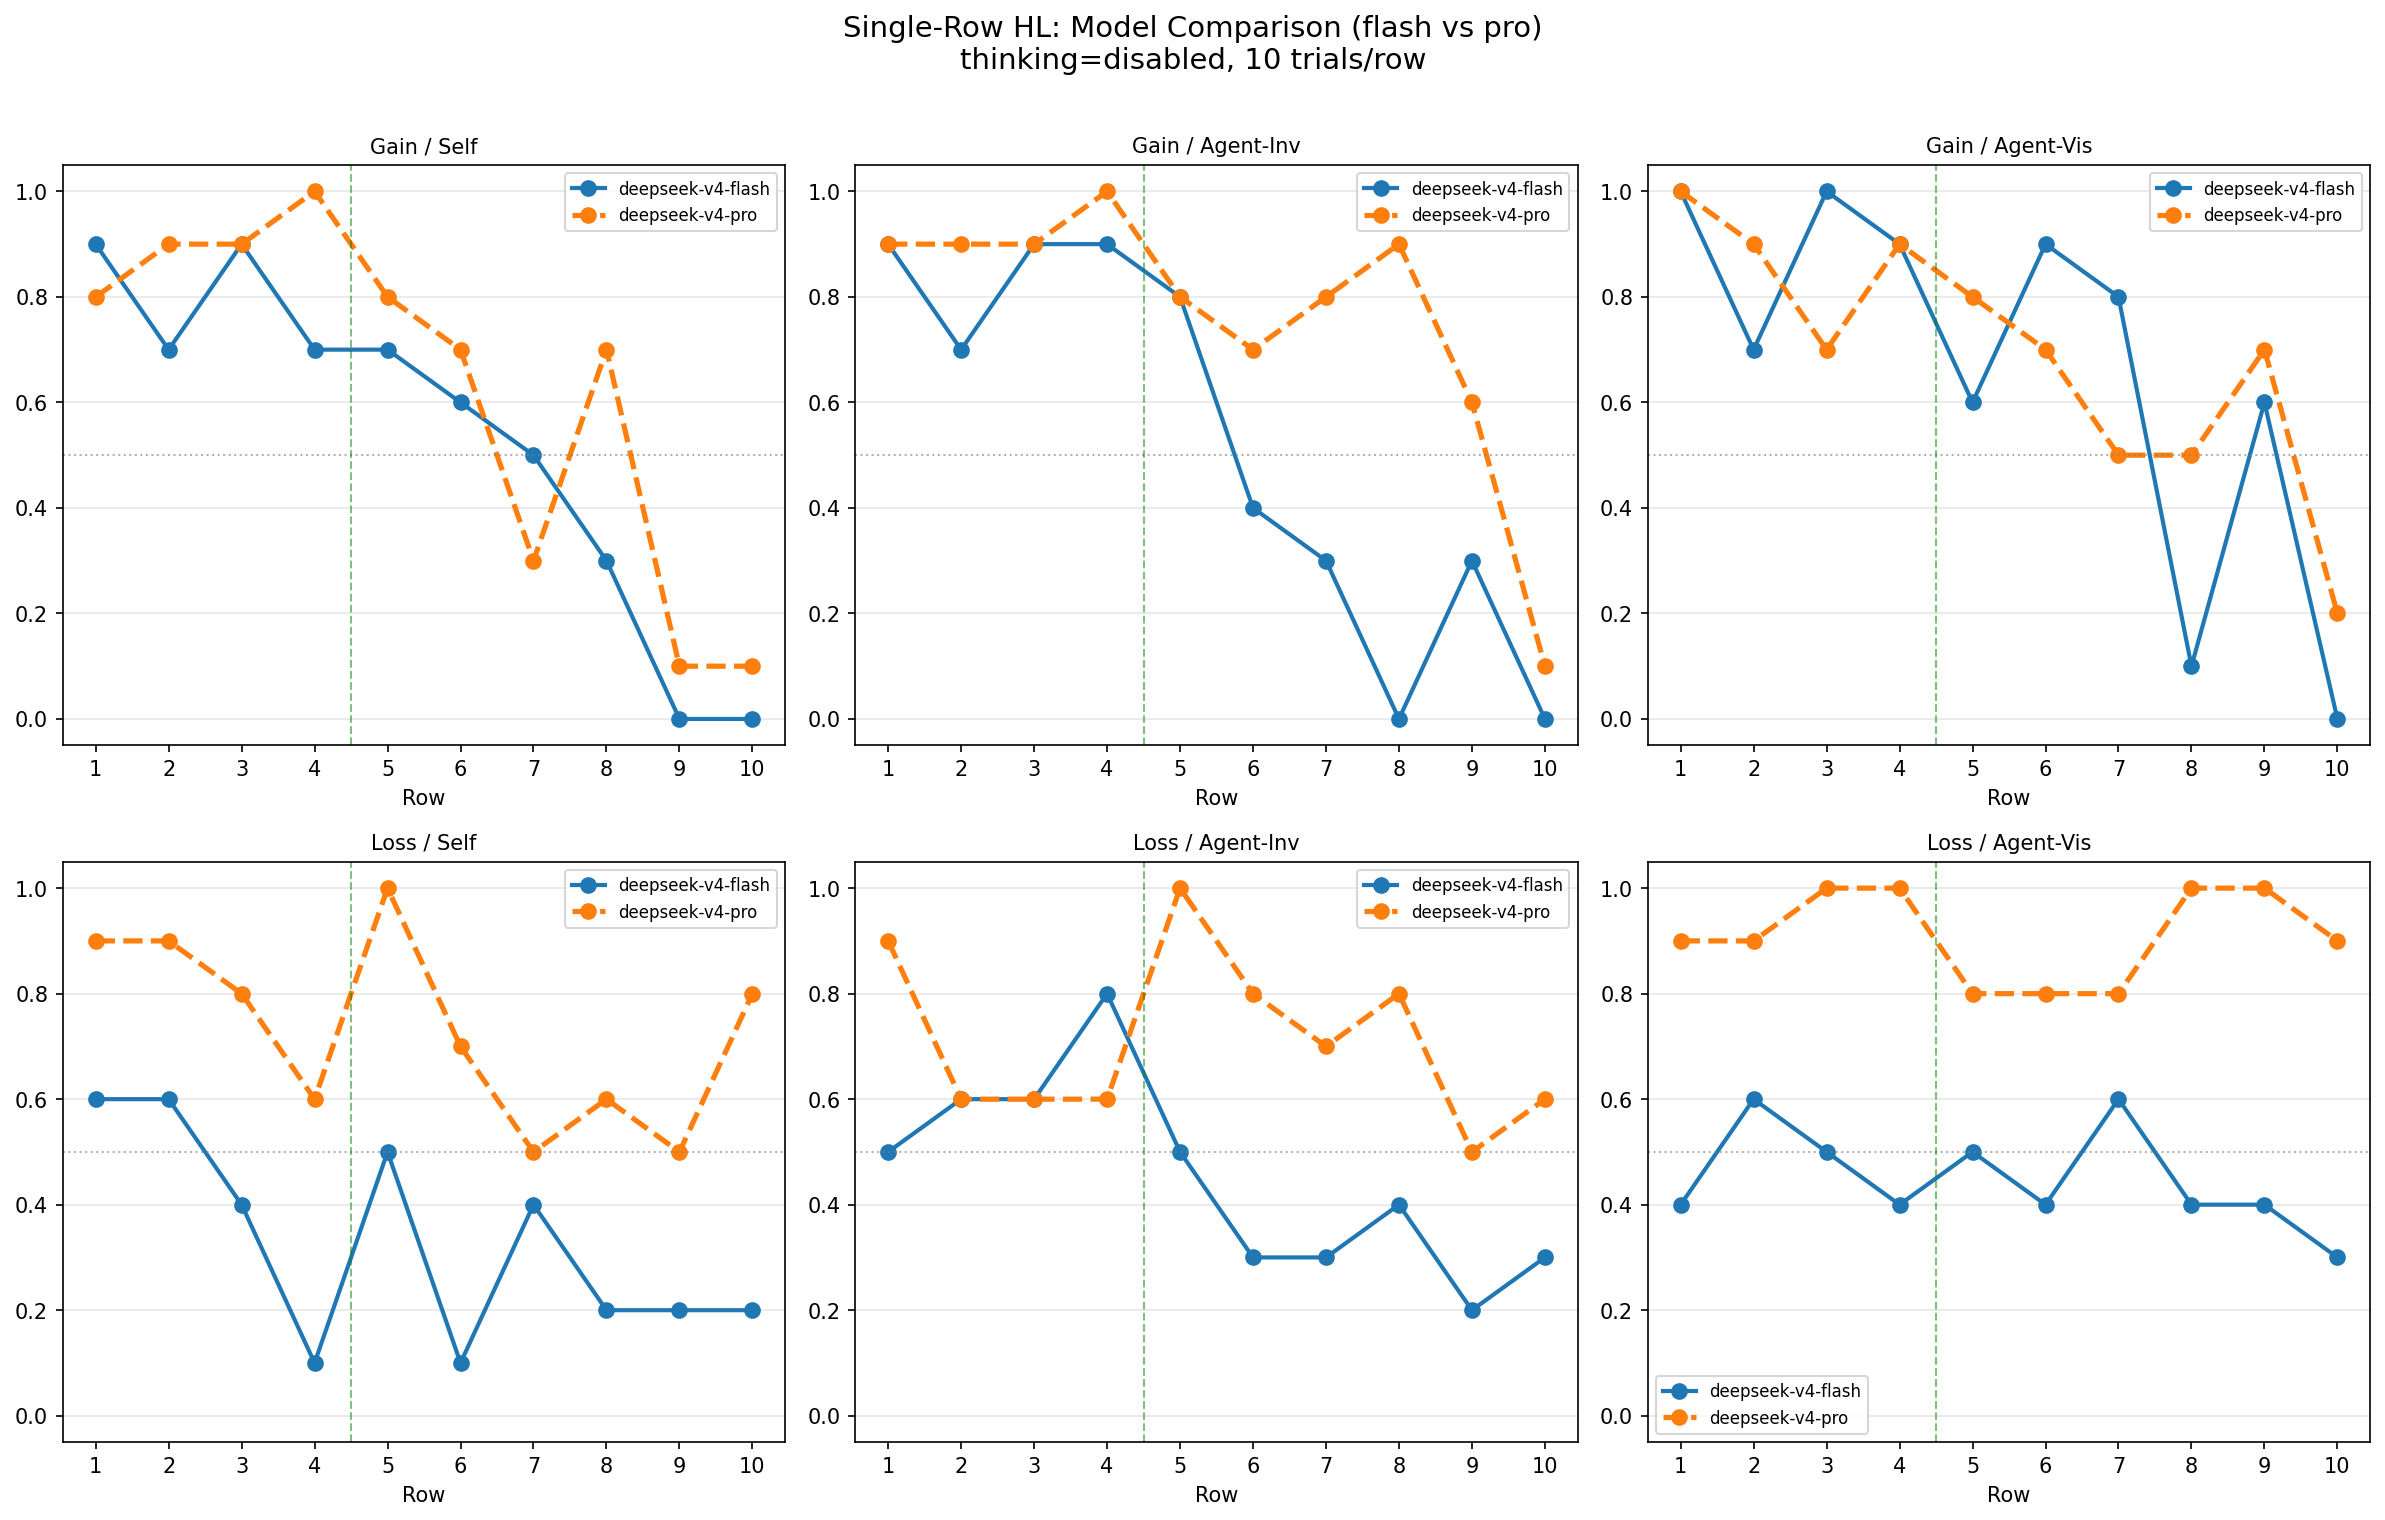 Single-Row HL: Model Comparison (flash vs pro)
thinking=disabled, 10 trials/row
Gain / Self
1.0
0.8
0.6
0.4
0.2
0.0
deepseek-v4-flash
deepseek-v4-pro
1 2 3 4 5 6 7 8 9 10
Row
Gain / Agent-Inv
1.0
0.8
0.6
0.4
0.2
0.0
deepseek-v4-flash
deepseek-v4-pro
1 2 3 4 5 6 7 8 9 10
Row
Gain / Agent-Vis
1.0
0.8
0.6
0.4
0.2
0.0
deepseek-v4-flash
deepseek-v4-pro
1 2 3 4 5 6 7 8 9 10
Row
Loss / Self
1.0
0.8
0.6
0.4
0.2
0.0
deepseek-v4-flash
deepseek-v4-pro
1 2 3 4 5 6 7 8 9 10
Row
Loss / Agent-Inv
1.0
0.8
0.6
0.4
0.2
0.0
deepseek-v4-flash
deepseek-v4-pro
1 2 3 4 5 6 7 8 9 10
Row
Loss / Agent-Vis
1.0
0.8
0.6
0.4
0.2
0.0
deepseek-v4-flash
deepseek-v4-pro
1 2 3 4 5 6 7 8 9 10
Row